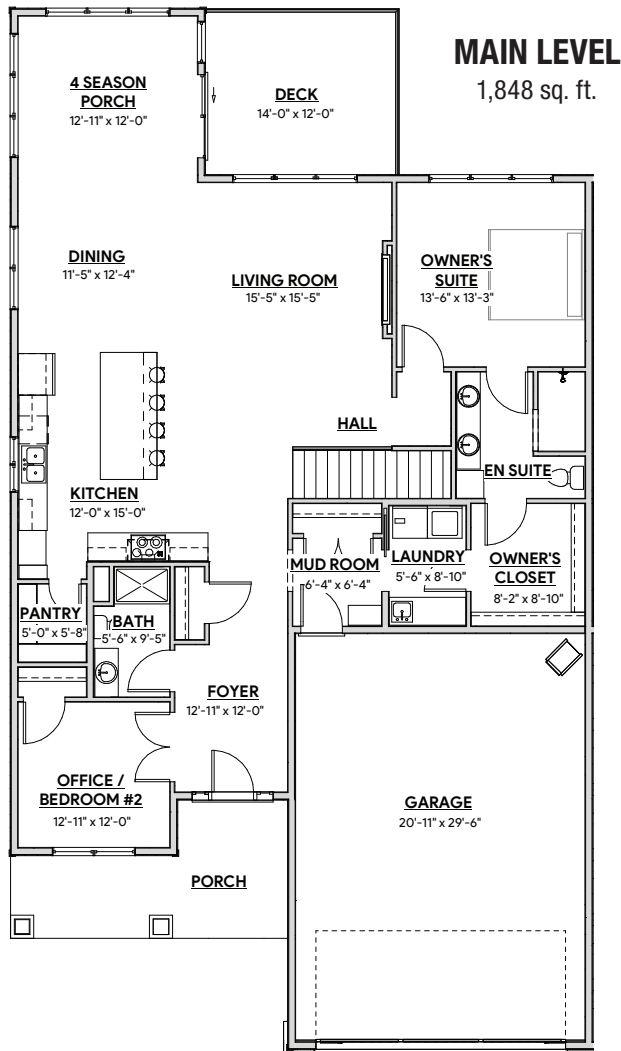 MAIN LEVEL
1,848 sq. ft.
4 SEASON
PORCH
12'-11" x 12'-0"
DECK
14'-0" x 12'-0"
DINING
11'-5" x 12'-4"
LIVING ROOM
15'-5" x 15'-5"
OWNER'S
SUITE
13'-6" x 13'-3"
HALL
EN SUITE
KITCHEN
12'-0" x 15'-0"
MUD ROOM
6'-4" x 6'-4"
LAUNDRY
5'-6" x 8'-10"
OWNER'S
CLOSET
8'-2" x 8'-10"
PANTRY
5'-0" x 5'-8"
BATH
5'-6" x 9'-5"
FOYER
12'-11" x 12'-0"
OFFICE /
BEDROOM #2
12'-11" x 12'-0"
GARAGE
20'-11" x 29'-6"
PORCH